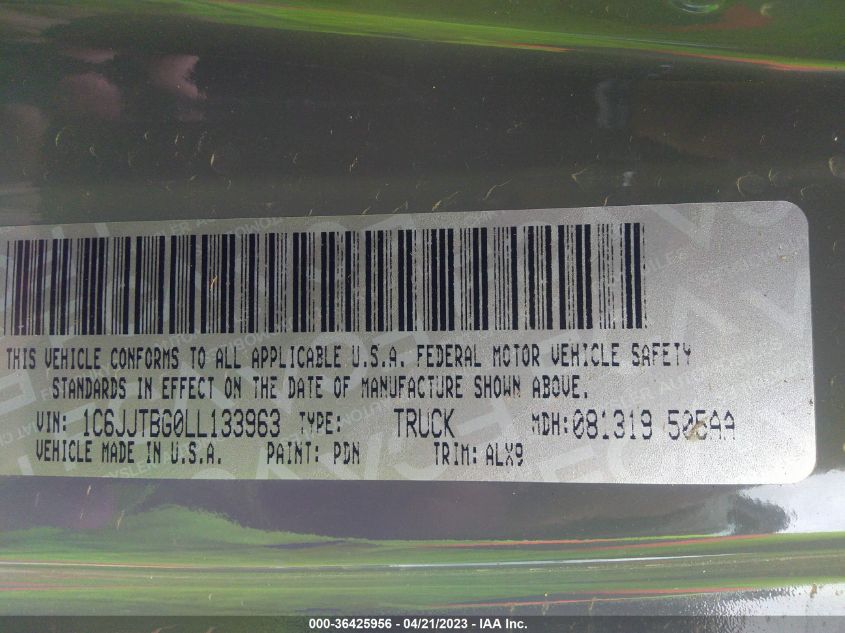 THIS VEHICLE CONFORMS TO ALL APPLICABLE U.S.A. FEDERAL MOTOR VEHICLE SAFETY
STANDARDS IN EFFECT ON THE DATE OF MANUFACTURE SHOWN ABOVE.
VIN: 1C6JJTBG0LL133963 TYPE: TRUCK MDH: 081319 505AA
VEHICLE MADE IN U.S.A. PAINT: PDN TRIM: ALX9
000-36425956 - 04/21/2023 - IAA Inc.